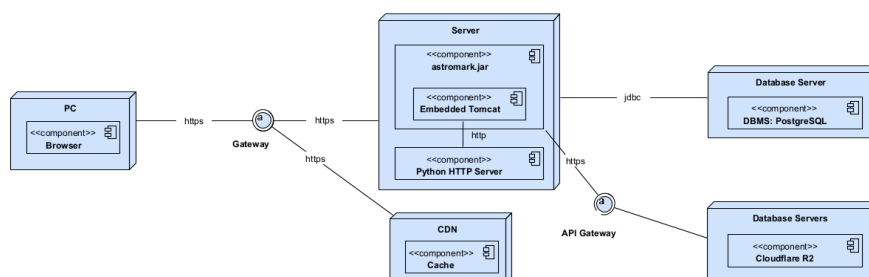 PC
<<component>>
Browser
https
a
Gateway
https
https
Server
<<component>>
astromark.jar
<<component>>
Embedded Tomcat
http
<<component>>
Python HTTP Server
CDN
<<component>>
Cache
jdbc
https
a
API Gateway
Database Server
<<component>>
DBMS: PostgreSQL
Database Servers
<<component>>
Cloudflare R2